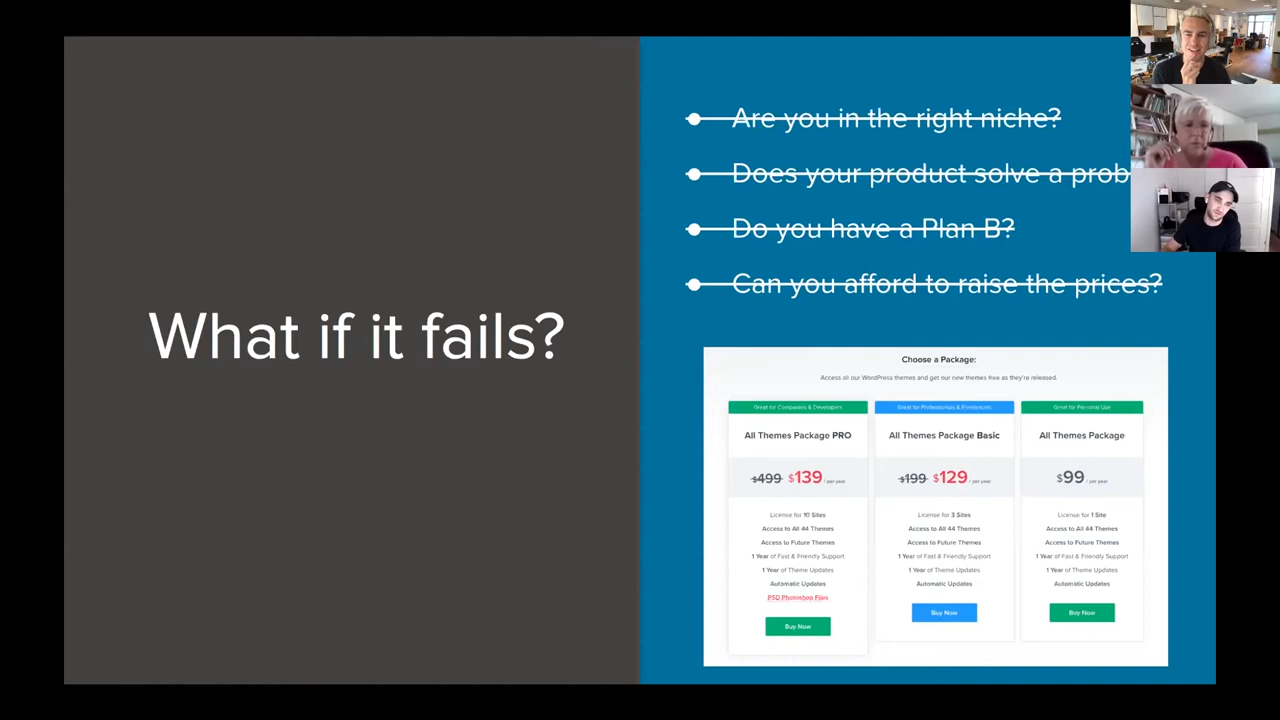 What if it fails?
Are you in the right niche?
Does your product solve a prob
Do you have a Plan B?
Can you afford to raise the prices?
Choose a Package:
Access all our WordPress themes and get our new themes free as they're released.
Great for Companies & Developers
All Themes Package PRO
$499 $139 / per year
License for 10 Sites
Access to All 44 Themes
Access to Future Themes
1 Year of Fast & Friendly Support
1 Year of Theme Updates
Automatic Updates
PSD Photoshop Files
Buy Now
Great for Professionals & Freelancers
All Themes Package Basic
$199 $129 / per year
License for 3 Sites
Access to All 44 Themes
Access to Future Themes
1 Year of Fast & Friendly Support
1 Year of Theme Updates
Automatic Updates
Buy Now
Great for Personal Use
All Themes Package
$99 / per year
License for 1 Site
Access to All 44 Themes
Access to Future Themes
1 Year of Fast & Friendly Support
1 Year of Theme Updates
Automatic Updates
Buy Now